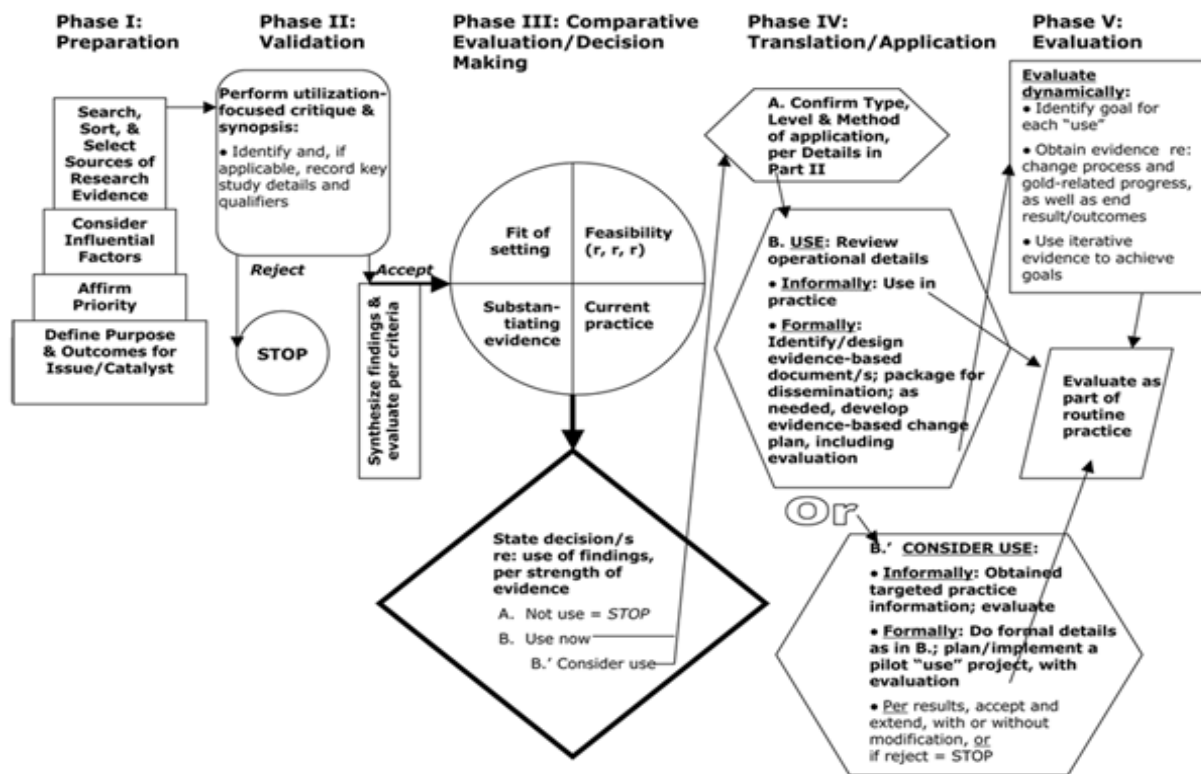 Phase I:
Preparation
Phase II:
Validation
Phase III: Comparative
Evaluation/Decision
Making
Phase IV:
Translation/Application
Phase V:
Evaluation
Search,
Sort, &
Select
Sources of
Research
Evidence
Consider
Influential
Factors
Affirm
Priority
Define Purpose
& Outcomes for
Issue/Catalyst
Perform utilization-
focused critique &
synopsis:
• Identify and, if
applicable, record key
study details and
qualifiers
Reject
Accept
STOP
Synthesize findings &
evaluate per criteria
Fit of
setting
Feasibility
(r, r, r)
Substan-
tiating
evidence
Current
practice
State decision/s
re: use of findings,
per strength of
evidence
A. Not use = STOP
B. Use now
B.' Consider use
A. Confirm Type,
Level & Method
of application,
per Details in
Part II
B. USE: Review
operational details
• Informally: Use in
practice
• Formally:
Identify/design
evidence-based
document/s; package for
dissemination; as
needed, develop
evidence-based change
plan, including
evaluation
Or
B.' CONSIDER USE:
• Informally: Obtained
targeted practice
information; evaluate
• Formally: Do formal details
as in B.; plan/implement a
pilot "use" project, with
evaluation
• Per results, accept and
extend, with or without
modification, or
if reject = STOP
Evaluate
dynamically:
• Identify goal for
each "use"
• Obtain evidence re:
change process and
gold-related progress,
as well as end
result/outcomes
• Use iterative
evidence to achieve
goals
Evaluate as
part of
routine
practice